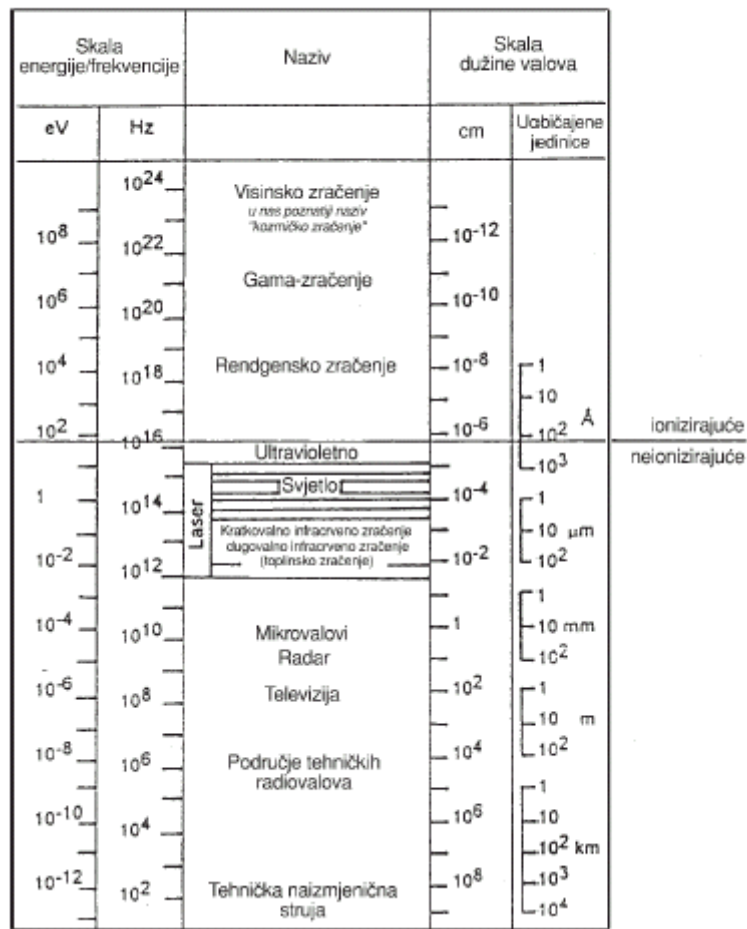 Skala
energije/frekvencije
Naziv
Skala
dužine valova
eV
Hz
cm
Uobičajene
jedinice
10²⁴
Visinsko zračenje
u nas poznatiji naziv
"kozmičko zračenje"
10⁸
10²²
10⁻¹²
Gama-zračenje
10⁶
10²⁰
10⁻¹⁰
10⁴
10¹⁸
Rendgensko zračenje
10⁻⁸
1
10
10²
10¹⁶
10⁻⁶
10² Å
ionizirajuće
Ultravioletno
10³
neionizirajuće
1
10¹⁴
Laser
Svjetlo
10⁻⁴
1
Kratkovalno infracrveno zračenje
dugovalno infracrveno zračenje
(toplinsko zračenje)
10 µm
10⁻²
10¹²
10⁻²
10²
1
10⁻⁴
10¹⁰
Mikrovalovi
Radar
1
10 mm
10²
10⁻⁶
10⁸
Televizija
10²
1
10 m
10⁻⁸
10⁶
Područje tehničkih
radiovalova
10⁴
10²
1
10⁻¹⁰
10⁴
10⁶
10
10² km
10⁻¹²
10²
Tehnička naizmjenična
struja
10⁸
10³
10⁴